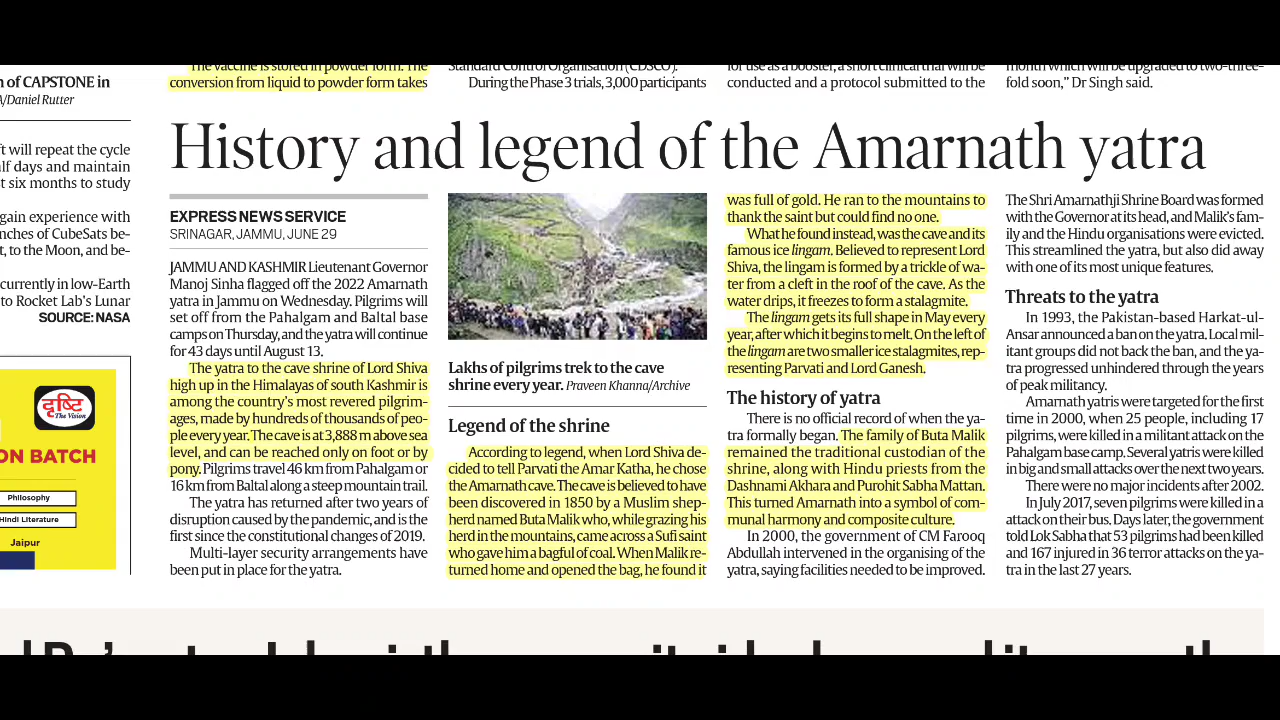 n of CAPSTONE in
A/Daniel Rutter
ft will repeat the cycle
alf days and maintain
st six months to study
gain experience with
nches of CubeSats be-
t, to the Moon, and be-
currently in low-Earth
to Rocket Lab's Lunar
SOURCE: NASA
दृष्टि
The Vision
ON BATCH
Philosophy
Hindi Literature
Jaipur
The vaccine is stored in powder form. The
conversion from liquid to powder form takes
Standard Control Organisation (CDSCO).
During the Phase 3 trials, 3,000 participants
for use as a booster, a short clinical trial will be
conducted and a protocol submitted to the
month which will be upgraded to two-three-
fold soon,” Dr Singh said.
History and legend of the Amarnath yatra
EXPRESS NEWS SERVICE
SRINAGAR, JAMMU, JUNE 29
JAMMU AND KASHMIR Lieutenant Governor
Manoj Sinha flagged off the 2022 Amarnath
yatra in Jammu on Wednesday. Pilgrims will
set off from the Pahalgam and Baltal base
camps on Thursday, and the yatra will continue
for 43 days until August 13.
The yatra to the cave shrine of Lord Shiva
high up in the Himalayas of south Kashmir is
among the country's most revered pilgrim-
ages, made by hundreds of thousands of peo-
ple every year. The cave is at 3,888 m above sea
level, and can be reached only on foot or by
pony. Pilgrims travel 46 km from Pahalgam or
16 km from Baltal along a steep mountain trail.
The yatra has returned after two years of
disruption caused by the pandemic, and is the
first since the constitutional changes of 2019.
Multi-layer security arrangements have
been put in place for the yatra.
Lakhs of pilgrims trek to the cave
shrine every year. Praveen Khanna/Archive
Legend of the shrine
According to legend, when Lord Shiva de-
cided to tell Parvati the Amar Katha, he chose
the Amarnath cave. The cave is believed to have
been discovered in 1850 by a Muslim shep-
herd named Buta Malik who, while grazing his
herd in the mountains, came across a Sufi saint
who gave him a bagful of coal. When Malik re-
turned home and opened the bag, he found it
was full of gold. He ran to the mountains to
thank the saint but could find no one.
What he found instead, was the cave and its
famous ice lingam. Believed to represent Lord
Shiva, the lingam is formed by a trickle of wa-
ter from a cleft in the roof of the cave. As the
water drips, it freezes to form a stalagmite.
The lingam gets its full shape in May every
year, after which it begins to melt. On the left of
the lingam are two smaller ice stalagmites, rep-
resenting Parvati and Lord Ganesh.
The history of yatra
There is no official record of when the ya-
tra formally began. The family of Buta Malik
remained the traditional custodian of the
shrine, along with Hindu priests from the
Dashnami Akhara and Purohit Sabha Mattan.
This turned Amarnath into a symbol of com-
munal harmony and composite culture.
In 2000, the government of CM Farooq
Abdullah intervened in the organising of the
yatra, saying facilities needed to be improved.
The Shri Amarnathji Shrine Board was formed
with the Governor at its head, and Malik's fam-
ily and the Hindu organisations were evicted.
This streamlined the yatra, but also did away
with one of its most unique features.
Threats to the yatra
In 1993, the Pakistan-based Harkat-ul-
Ansar announced a ban on the yatra. Local mil-
itant groups did not back the ban, and the ya-
tra progressed unhindered through the years
of peak militancy.
Amarnath yatris were targeted for the first
time in 2000, when 25 people, including 17
pilgrims, were killed in a militant attack on the
Pahalgam base camp. Several yatris were killed
in big and small attacks over the next two years.
There were no major incidents after 2002.
In July 2017, seven pilgrims were killed in a
attack on their bus. Days later, the government
told Lok Sabha that 53 pilgrims had been killed
and 167 injured in 36 terror attacks on the ya-
tra in the last 27 years.